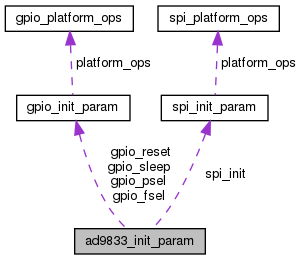 gpio_platform_ops
spi_platform_ops
platform_ops
platform_ops
gpio_init_param
spi_init_param
gpio_reset
gpio_sleep
gpio_psel
gpio_fsel
spi_init
ad9833_init_param